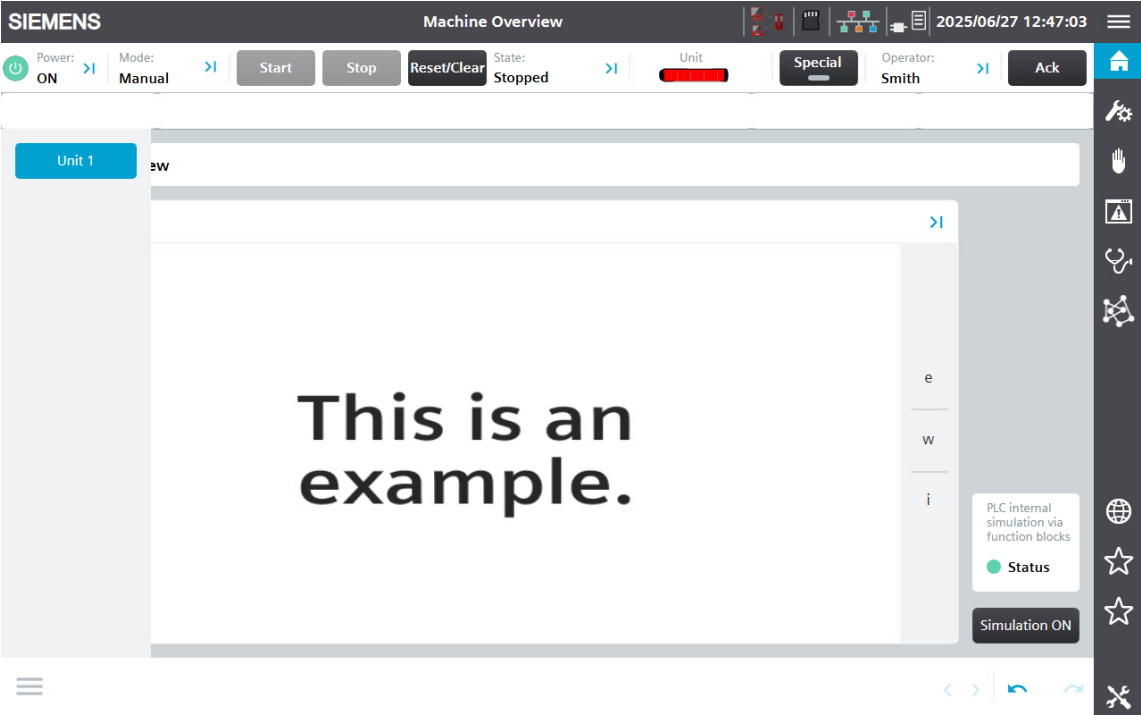 SIEMENS Machine Overview 2025/06/27 12:47:03
Power: Mode: State: Unit Operator:
ON Manual Start Stop Reset/Clear Stopped Special Smith Ack
Unit 1
ew
This is an
example.
e
w
i
PLC internal
simulation via
function blocks
Status
Simulation ON